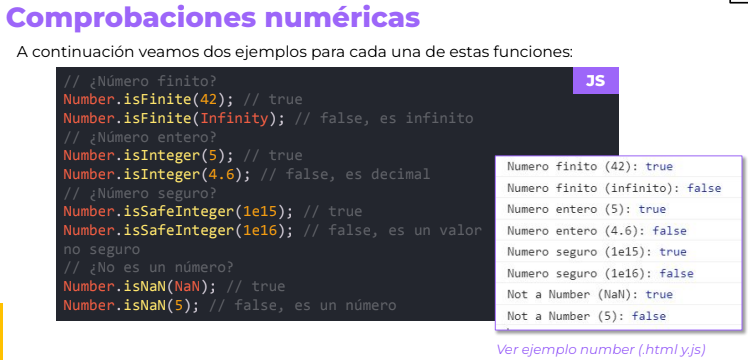 Comprobaciones numéricas
A continuación veamos dos ejemplos para cada una de estas funciones:
JS
// ¿Número finito?
Number.isFinite(42); // true
Number.isFinite(Infinity); // false, es infinito
// ¿Número entero?
Number.isInteger(5); // true
Number.isInteger(4.6); // false, es decimal
// ¿Número seguro?
Number.isSafeInteger(1e15); // true
Number.isSafeInteger(1e16); // false, es un valor
no seguro
// ¿No es un número?
Number.isNaN(NaN); // true
Number.isNaN(5); // false, es un número
Numero finito (42): true
Numero finito (infinito): false
Numero entero (5): true
Numero entero (4.6): false
Numero seguro (1e15): true
Numero seguro (1e16): false
Not a Number (NaN): true
Not a Number (5): false
Ver ejemplo number (.html y.js)